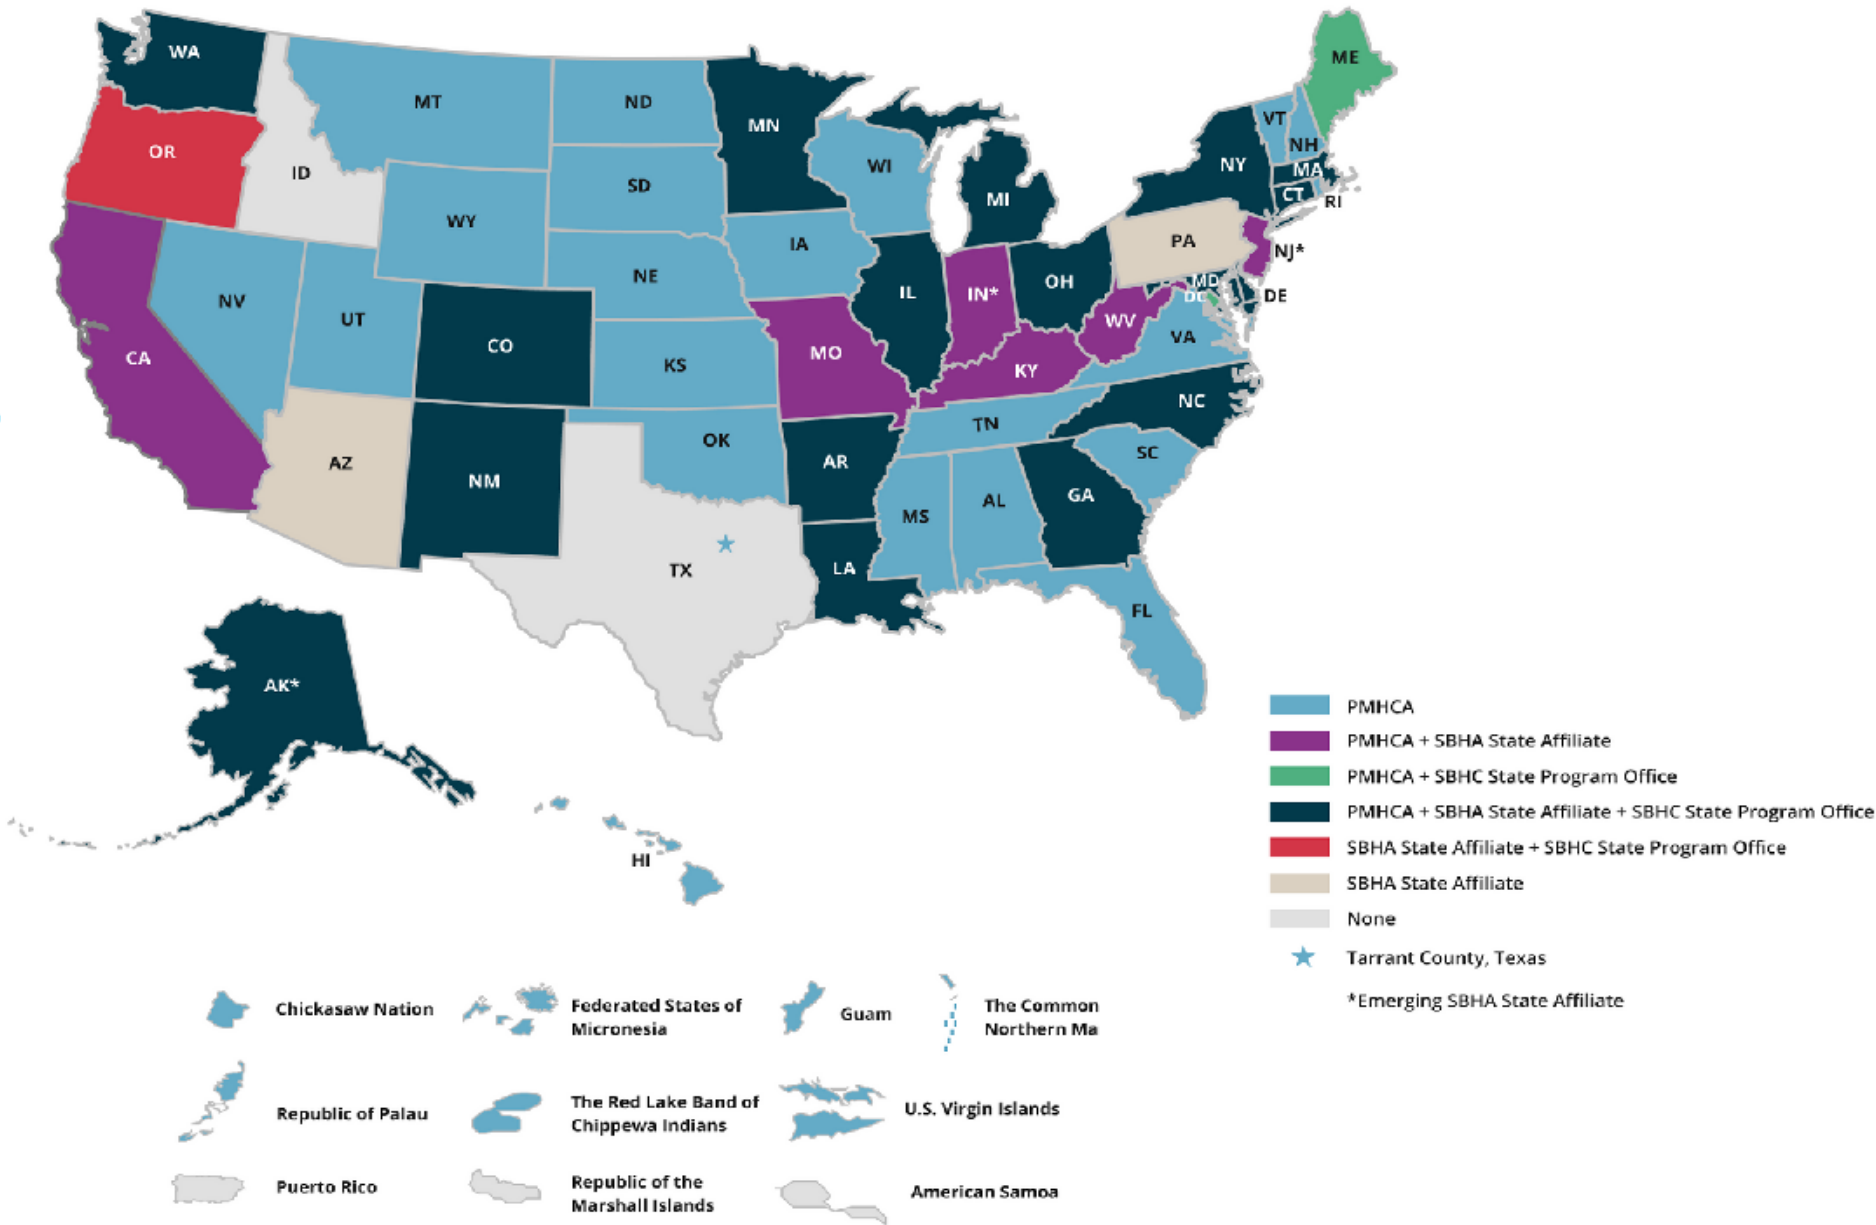 WA
MT
ND
MN
ME
OR
ID
SD
WI
MI
NY
VT
NH
MA
CT
RI
WY
IA
NE
PA
NJ*
NV
UT
CO
KS
IL
IN*
OH
WV
MD
DC
DE
VA
CA
MO
KY
NC
TN
SC
AZ
NM
OK
AR
MS
AL
GA
TX
LA
FL
AK*
HI
PMHCA
PMHCA + SBHA State Affiliate
PMHCA + SBHC State Program Office
PMHCA + SBHA State Affiliate + SBHC State Program Office
SBHA State Affiliate + SBHC State Program Office
SBHA State Affiliate
None
Tarrant County, Texas
*Emerging SBHA State Affiliate
Chickasaw Nation
Federated States of
Micronesia
Guam
The Common
Northern Ma
Republic of Palau
The Red Lake Band of
Chippewa Indians
U.S. Virgin Islands
Puerto Rico
Republic of the
Marshall Islands
American Samoa